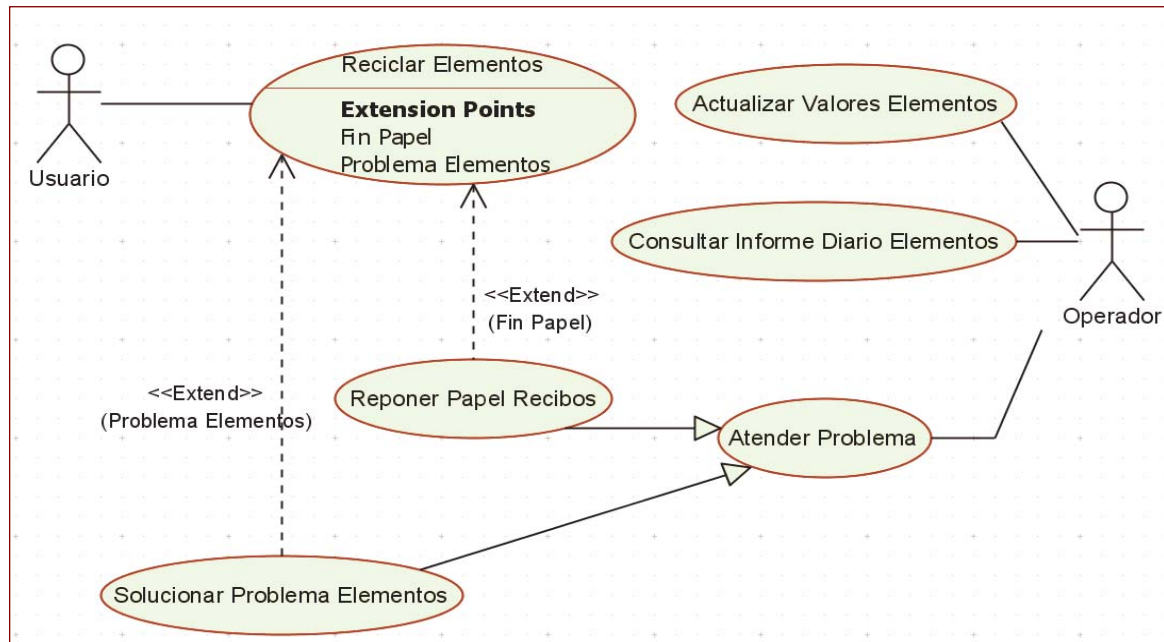 Reciclar Elementos
Extension Points
Fin Papel
Problema Elementos
Usuario
Actualizar Valores Elementos
Consultar Informe Diario Elementos
Operador
<<Extend>>
(Fin Papel)
<<Extend>>
(Problema Elementos)
Reponer Papel Recibos
Atender Problema
Solucionar Problema Elementos